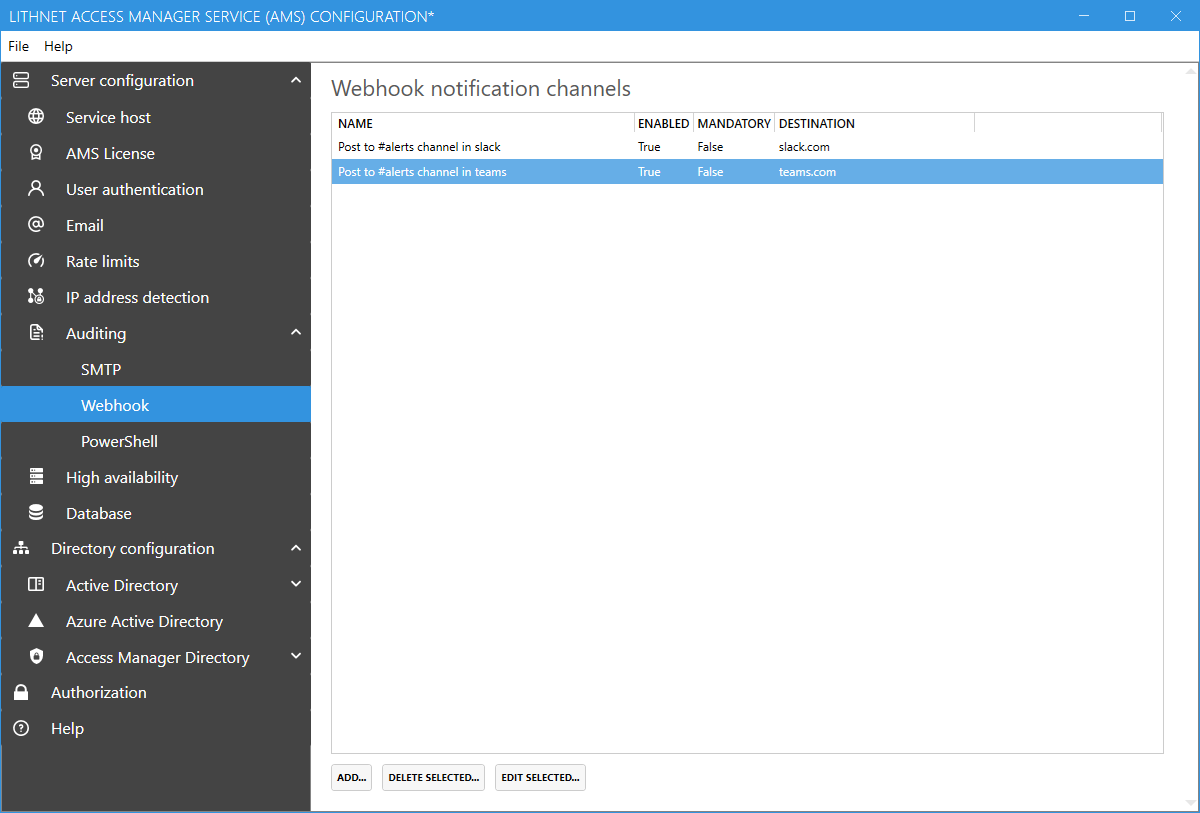 LITHNET ACCESS MANAGER SERVICE (AMS) CONFIGURATION*
File Help
Server configuration
Service host
AMS License
User authentication
Email
Rate limits
IP address detection
Auditing
SMTP
Webhook
PowerShell
High availability
Database
Directory configuration
Active Directory
Azure Active Directory
Access Manager Directory
Authorization
Help
Webhook notification channels
NAME ENABLED MANDATORY DESTINATION
Post to #alerts channel in slack True False slack.com
Post to #alerts channel in teams True False teams.com
ADD... DELETE SELECTED... EDIT SELECTED...